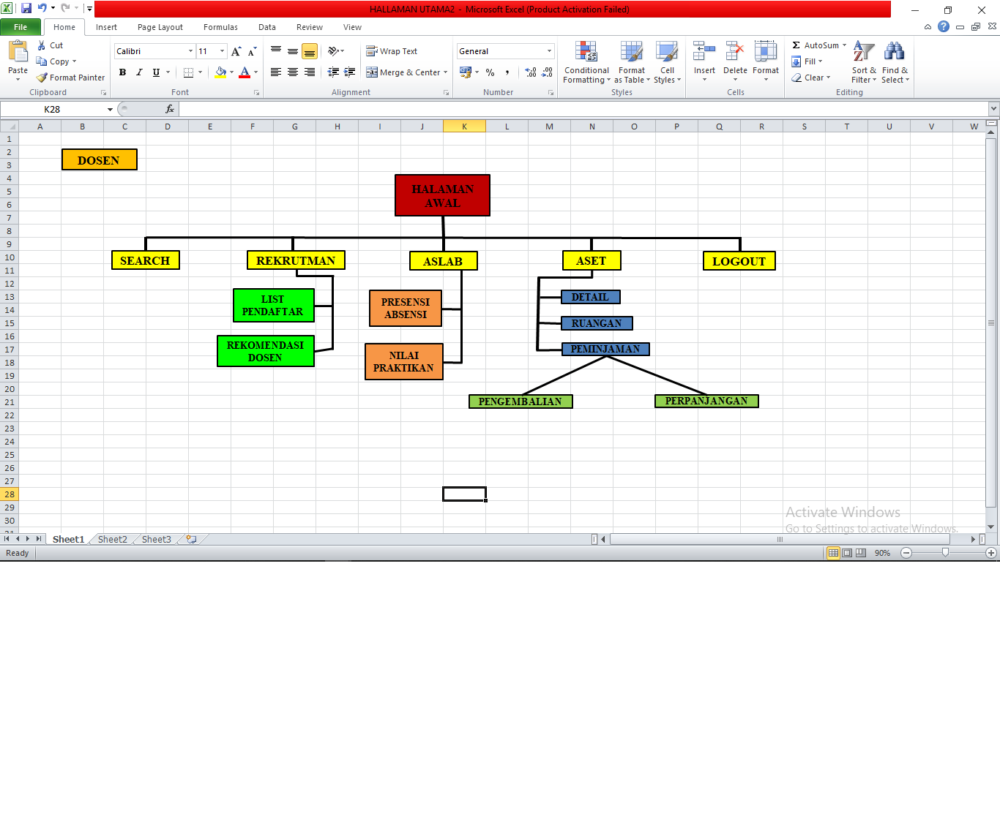 HALLAMAN UTAMA2 - Microsoft Excel (Product Activation Failed)
File Home Insert Page Layout Formulas Data Review View
Paste Cut Copy Format Painter
Calibri 11 B I U
Wrap Text
Merge & Center
General
% ,
Conditional Formatting Format as Table Cell Styles
Insert Delete Format
AutoSum Fill Clear
Sort & Filter Find & Select
Clipboard Font Alignment Number Styles Cells Editing
K28 fx
A B C D E F G H I J K L M N O P Q R S T U V W
1
2
3
4
5
6
7
8
9
10
11
12
13
14
15
16
17
18
19
20
21
22
23
24
25
26
27
28
29
30
31
DOSEN
HALAMAN
AWAL
SEARCH REKRUTMAN ASLAB ASET LOGOUT
LIST
PENDAFTAR
REKOMENDASI
DOSEN
PRESENSI
ABSENSI
NILAI
PRAKTIKAN
DETAIL
RUANGAN
PEMINJAMAN
PENGEMBALIAN PERPANJANGAN
Activate Windows
Go to Settings to activate Windows.
Sheet1 Sheet2 Sheet3
Ready 90%